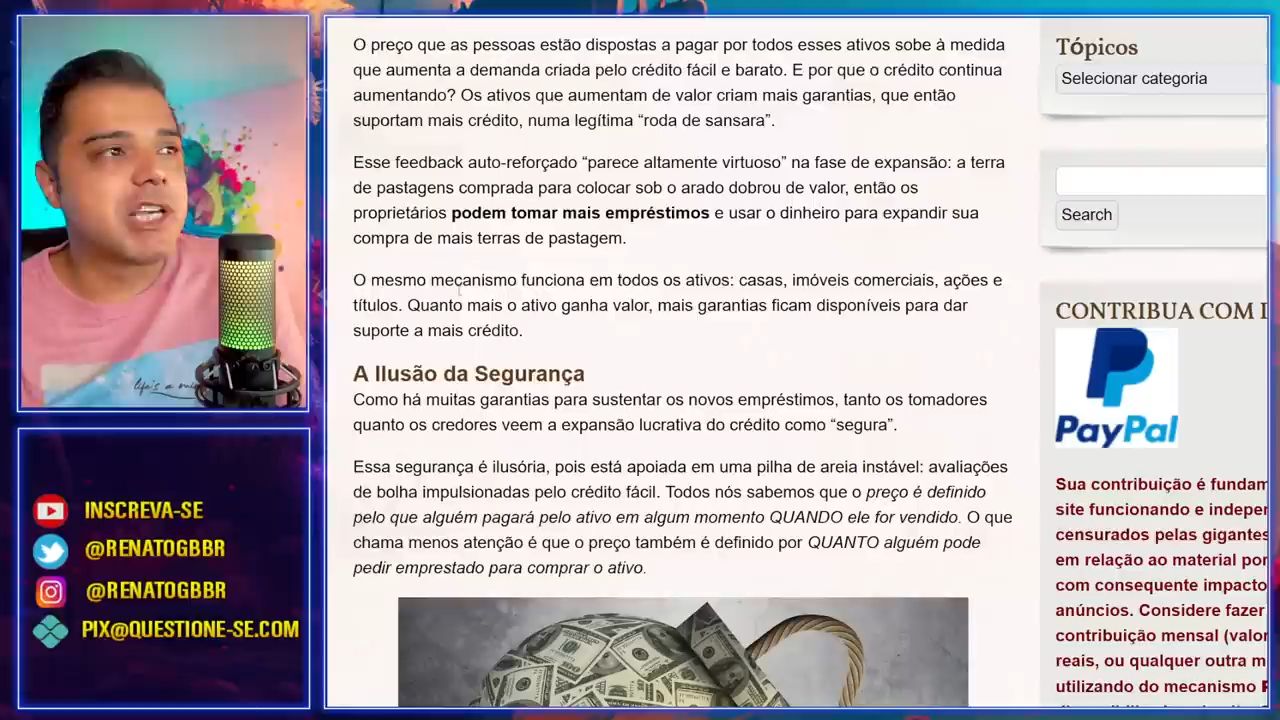 O preço que as pessoas estão dispostas a pagar por todos esses ativos sobe à medida
que aumenta a demanda criada pelo crédito fácil e barato. E por que o crédito continua
aumentando? Os ativos que aumentam de valor criam mais garantias, que então
suportam mais crédito, numa legítima “roda de sansara”.
Esse feedback auto-reforçado “parece altamente virtuoso” na fase de expansão: a terra
de pastagens comprada para colocar sob o arado dobrou de valor, então os
proprietários podem tomar mais empréstimos e usar o dinheiro para expandir sua
compra de mais terras de pastagem.
O mesmo mecanismo funciona em todos os ativos: casas, imóveis comerciais, ações e
títulos. Quanto mais o ativo ganha valor, mais garantias ficam disponíveis para dar
suporte a mais crédito.
A Ilusão da Segurança
Como há muitas garantias para sustentar os novos empréstimos, tanto os tomadores
quanto os credores veem a expansão lucrativa do crédito como “segura”.
Essa segurança é ilusória, pois está apoiada em uma pilha de areia instável: avaliações
de bolha impulsionadas pelo crédito fácil. Todos nós sabemos que o preço é definido
pelo que alguém pagará pelo ativo em algum momento QUANDO ele for vendido. O que
chama menos atenção é que o preço também é definido por QUANTO alguém pode
pedir emprestado para comprar o ativo.
Tópicos
Selecionar categoria
Search
CONTRIBUA COM
PayPal
Sua contribuição é fundam
site funcionando e indepen
censurados pelas gigantes
em relação ao material por
com consequente impacto
anúncios. Considere fazer
contribuição mensal (valor
reais, ou qualquer outra m
utilizando do mecanismo
life's a
INSCREVA-SE
@RENATOGBBR
@RENATOGBBR
PIX@QUESTIONE-SE.COM